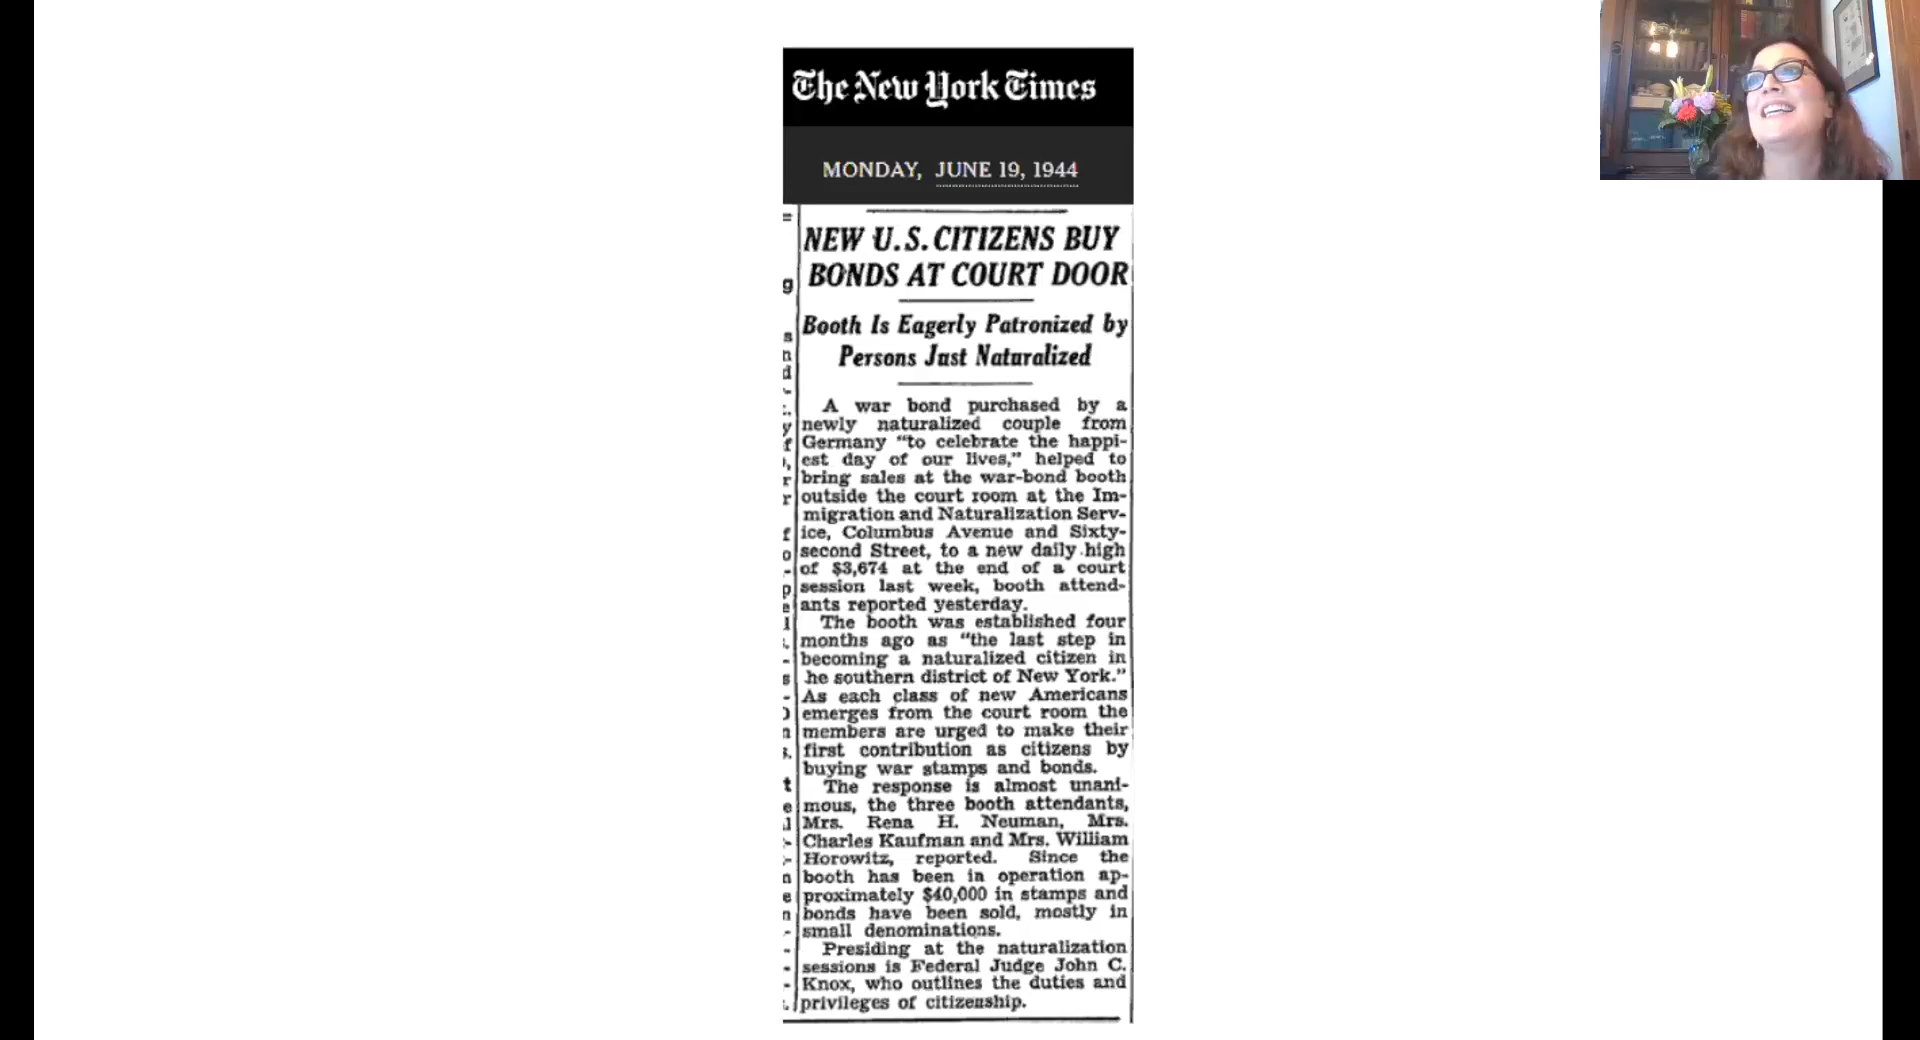 The New York Times
MONDAY, JUNE 19, 1944
NEW U.S. CITIZENS BUY
BONDS AT COURT DOOR
Booth Is Eagerly Patronized by
Persons Just Naturalized
A war bond purchased by a
newly naturalized couple from
Germany "to celebrate the happi-
est day of our lives," helped to
bring sales at the war-bond booth
outside the court room at the Im-
migration and Naturalization Serv-
ice, Columbus Avenue and Sixty-
second Street, to a new daily high
of $3,674 at the end of a court
session last week, booth attend-
ants reported yesterday.
The booth was established four
months ago as "the last step in
becoming a naturalized citizen in
he southern district of New York."
As each class of new Americans
emerges from the court room the
members are urged to make their
first contribution as citizens by
buying war stamps and bonds.
The response is almost unani-
mous, the three booth attendants,
Mrs. Rena H. Neuman, Mrs.
Charles Kaufman and Mrs. William
Horowitz, reported. Since the
booth has been in operation ap-
proximately $40,000 in stamps and
bonds have been sold, mostly in
small denominations.
Presiding at the naturalization
sessions is Federal Judge John C.
Knox, who outlines the duties and
privileges of citizenship.